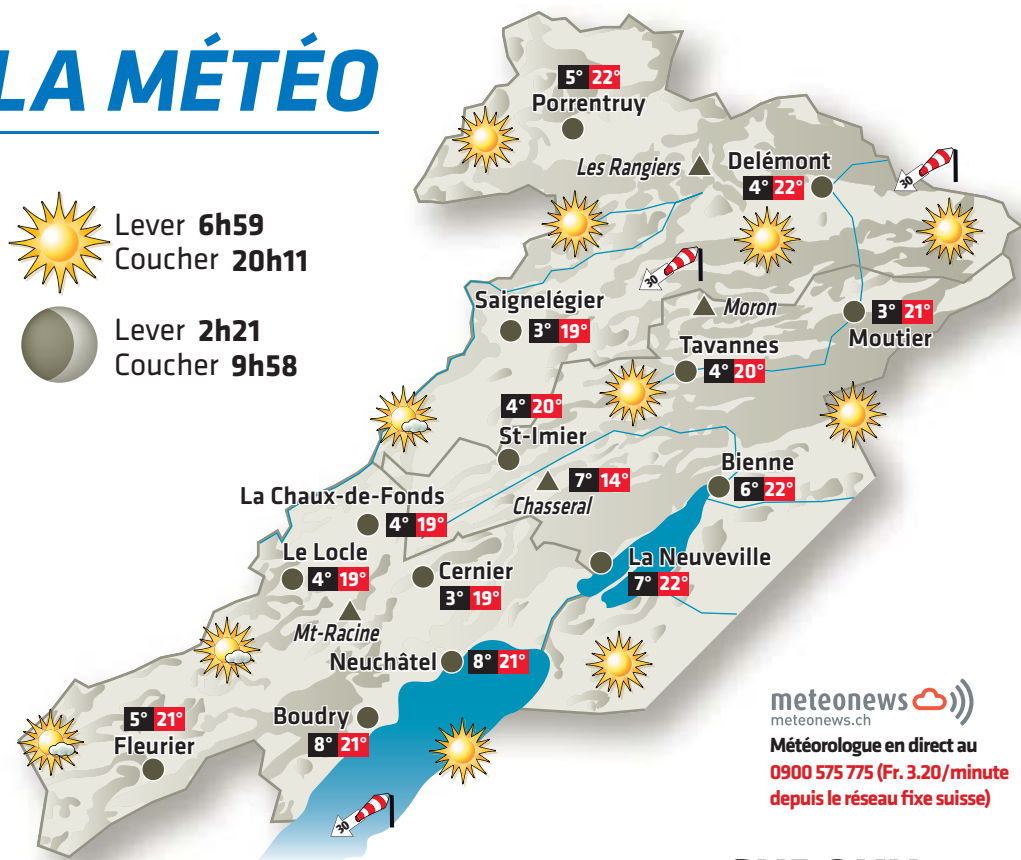 LA MÉTÉO
Lever 6h59
Coucher 20h11
Lever 2h21
Coucher 9h58
5° 22°
Porrentruy
Les Rangiers
Delémont
4° 22°
30
30
Saignelégier
3° 19°
Moron
3° 21°
Moutier
Tavannes
4° 20°
4° 20°
St-Imier
7° 14°
Chasseral
Bienne
6° 22°
La Chaux-de-Fonds
4° 19°
Le Locle
4° 19°
Cernier
3° 19°
La Neuveville
7° 22°
Mt-Racine
Neuchâtel 8° 21°
5° 21°
Fleurier
Boudry
8° 21°
30
meteonews
meteonews.ch
Météorologue en direct au
0900 575 775 (Fr. 3.20/minute
depuis le réseau fixe suisse)